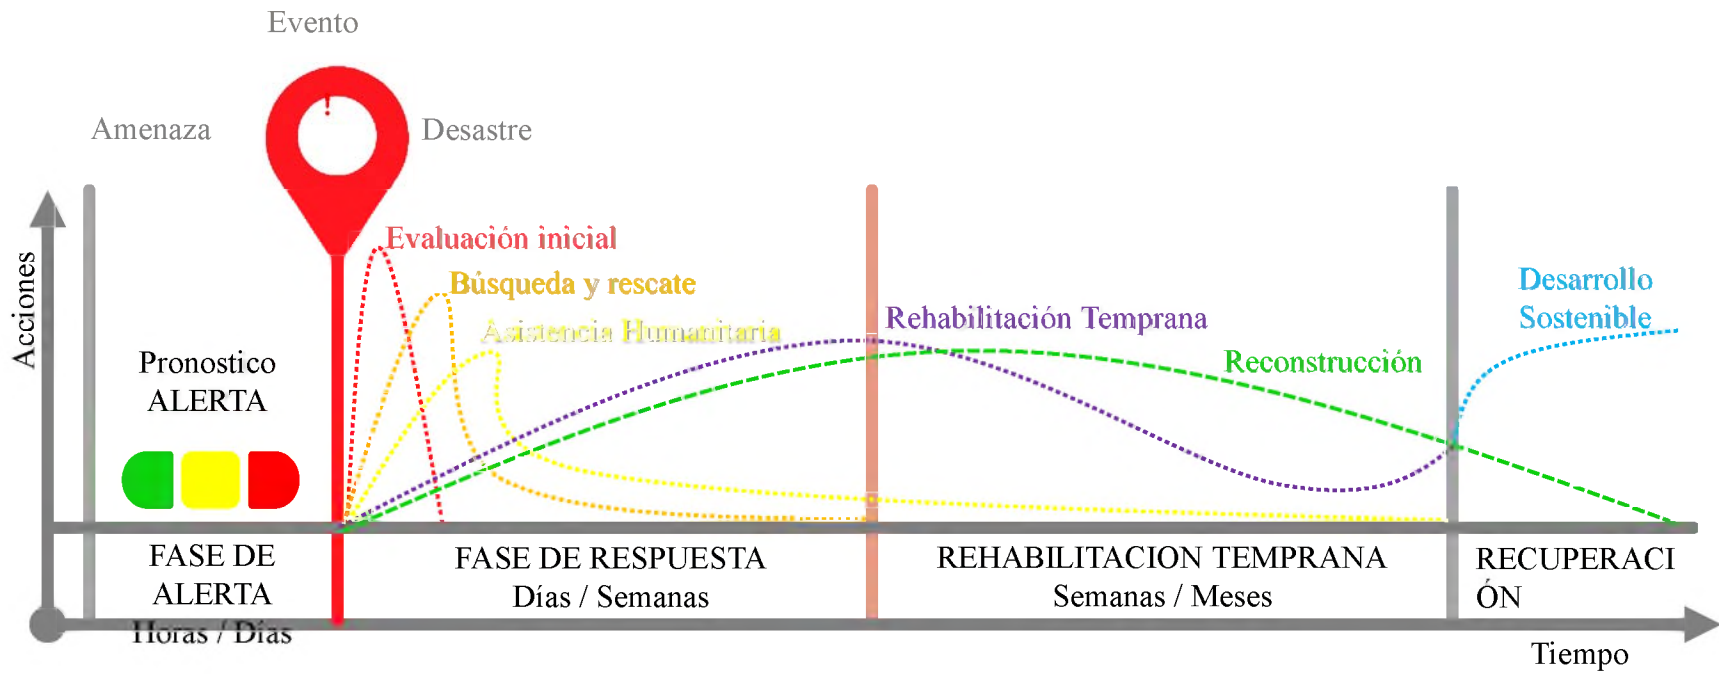 Evento
Amenaza
!
Desastre
Acciones
Evaluación inicial
Búsqueda y rescate
Asistencia Humanitaria
Rehabilitación Temprana
Reconstrucción
Desarrollo
Sostenible
Pronostico
ALERTA
FASE DE
ALERTA
Horas / Días
FASE DE RESPUESTA
Días / Semanas
REHABILITACION TEMPRANA
Semanas / Meses
RECUPERACI
ÓN
Tiempo